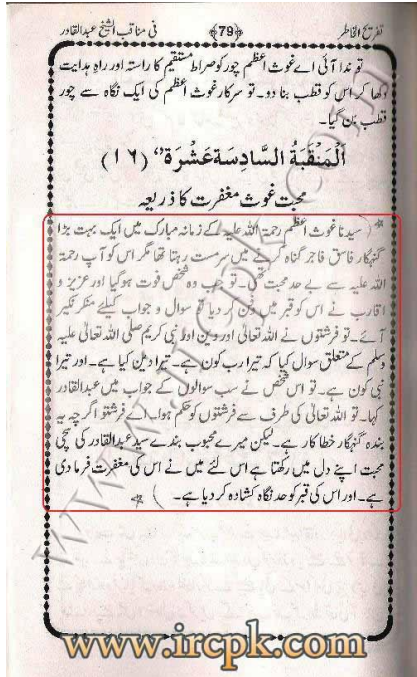 تفریح الخاطر ﴿79﴾ فی مناقب الشیخ عبدالقادر
تو ندا آئی اے غوث اعظم چور کو صراط مستقیم کا راستہ اور راہ ہدایت
دکھا کر اس کو قطب بنا دو۔ تو سرکار غوث اعظم کی ایک نگاہ سے چور
قطب بن گیا۔
اَلْمَنْقِبَةُ السَّادِسَةَ عَشْرَةَ" (١٦)
محبت غوث مغفرت کا ذریعہ
( سیدنا غوث اعظم رحمۃ اللہ علیہ کے زمانہ مبارک میں ایک بہت بڑا
گنہگار فاسق فاجر گناہ کرنے میں سرمست رہتا تھا مگر اس کو آپ رحمۃ
اللہ علیہ سے بے حد محبت تھی۔ تو جب وہ شخص فوت ہو گیا اور عزیز و
اقارب نے اس کو قبر میں دفن کر دیا تو سوال و جواب کیلئے منکر نکیر
آئے۔ تو فرشتوں نے اللہ تعالیٰ اور دین اور نبی کریم صلی اللہ تعالیٰ علیہ
وسلم کے متعلق سوال کیا کہ تیرا رب کون ہے۔ تیرا دین کیا ہے۔ اور تیرا
نبی کون ہے۔ تو اس شخص نے سب سوالوں کے جواب میں عبدالقادر
کہا۔ تو اللہ تعالیٰ کی طرف سے فرشتوں کو حکم ہوا۔ اے فرشتو اگرچہ یہ
بندہ گنہگار خطا کار ہے۔ لیکن میرے محبوب بندے سید عبدالقادر کی سچی
محبت اپنے دل میں رکھتا ہے اس لئے میں نے اس کی مغفرت فرما دی
ہے۔ اور اس کی قبر کو حد نگاہ کشادہ کر دیا ہے۔ )
www.ircpk.com
www.ircpk.com